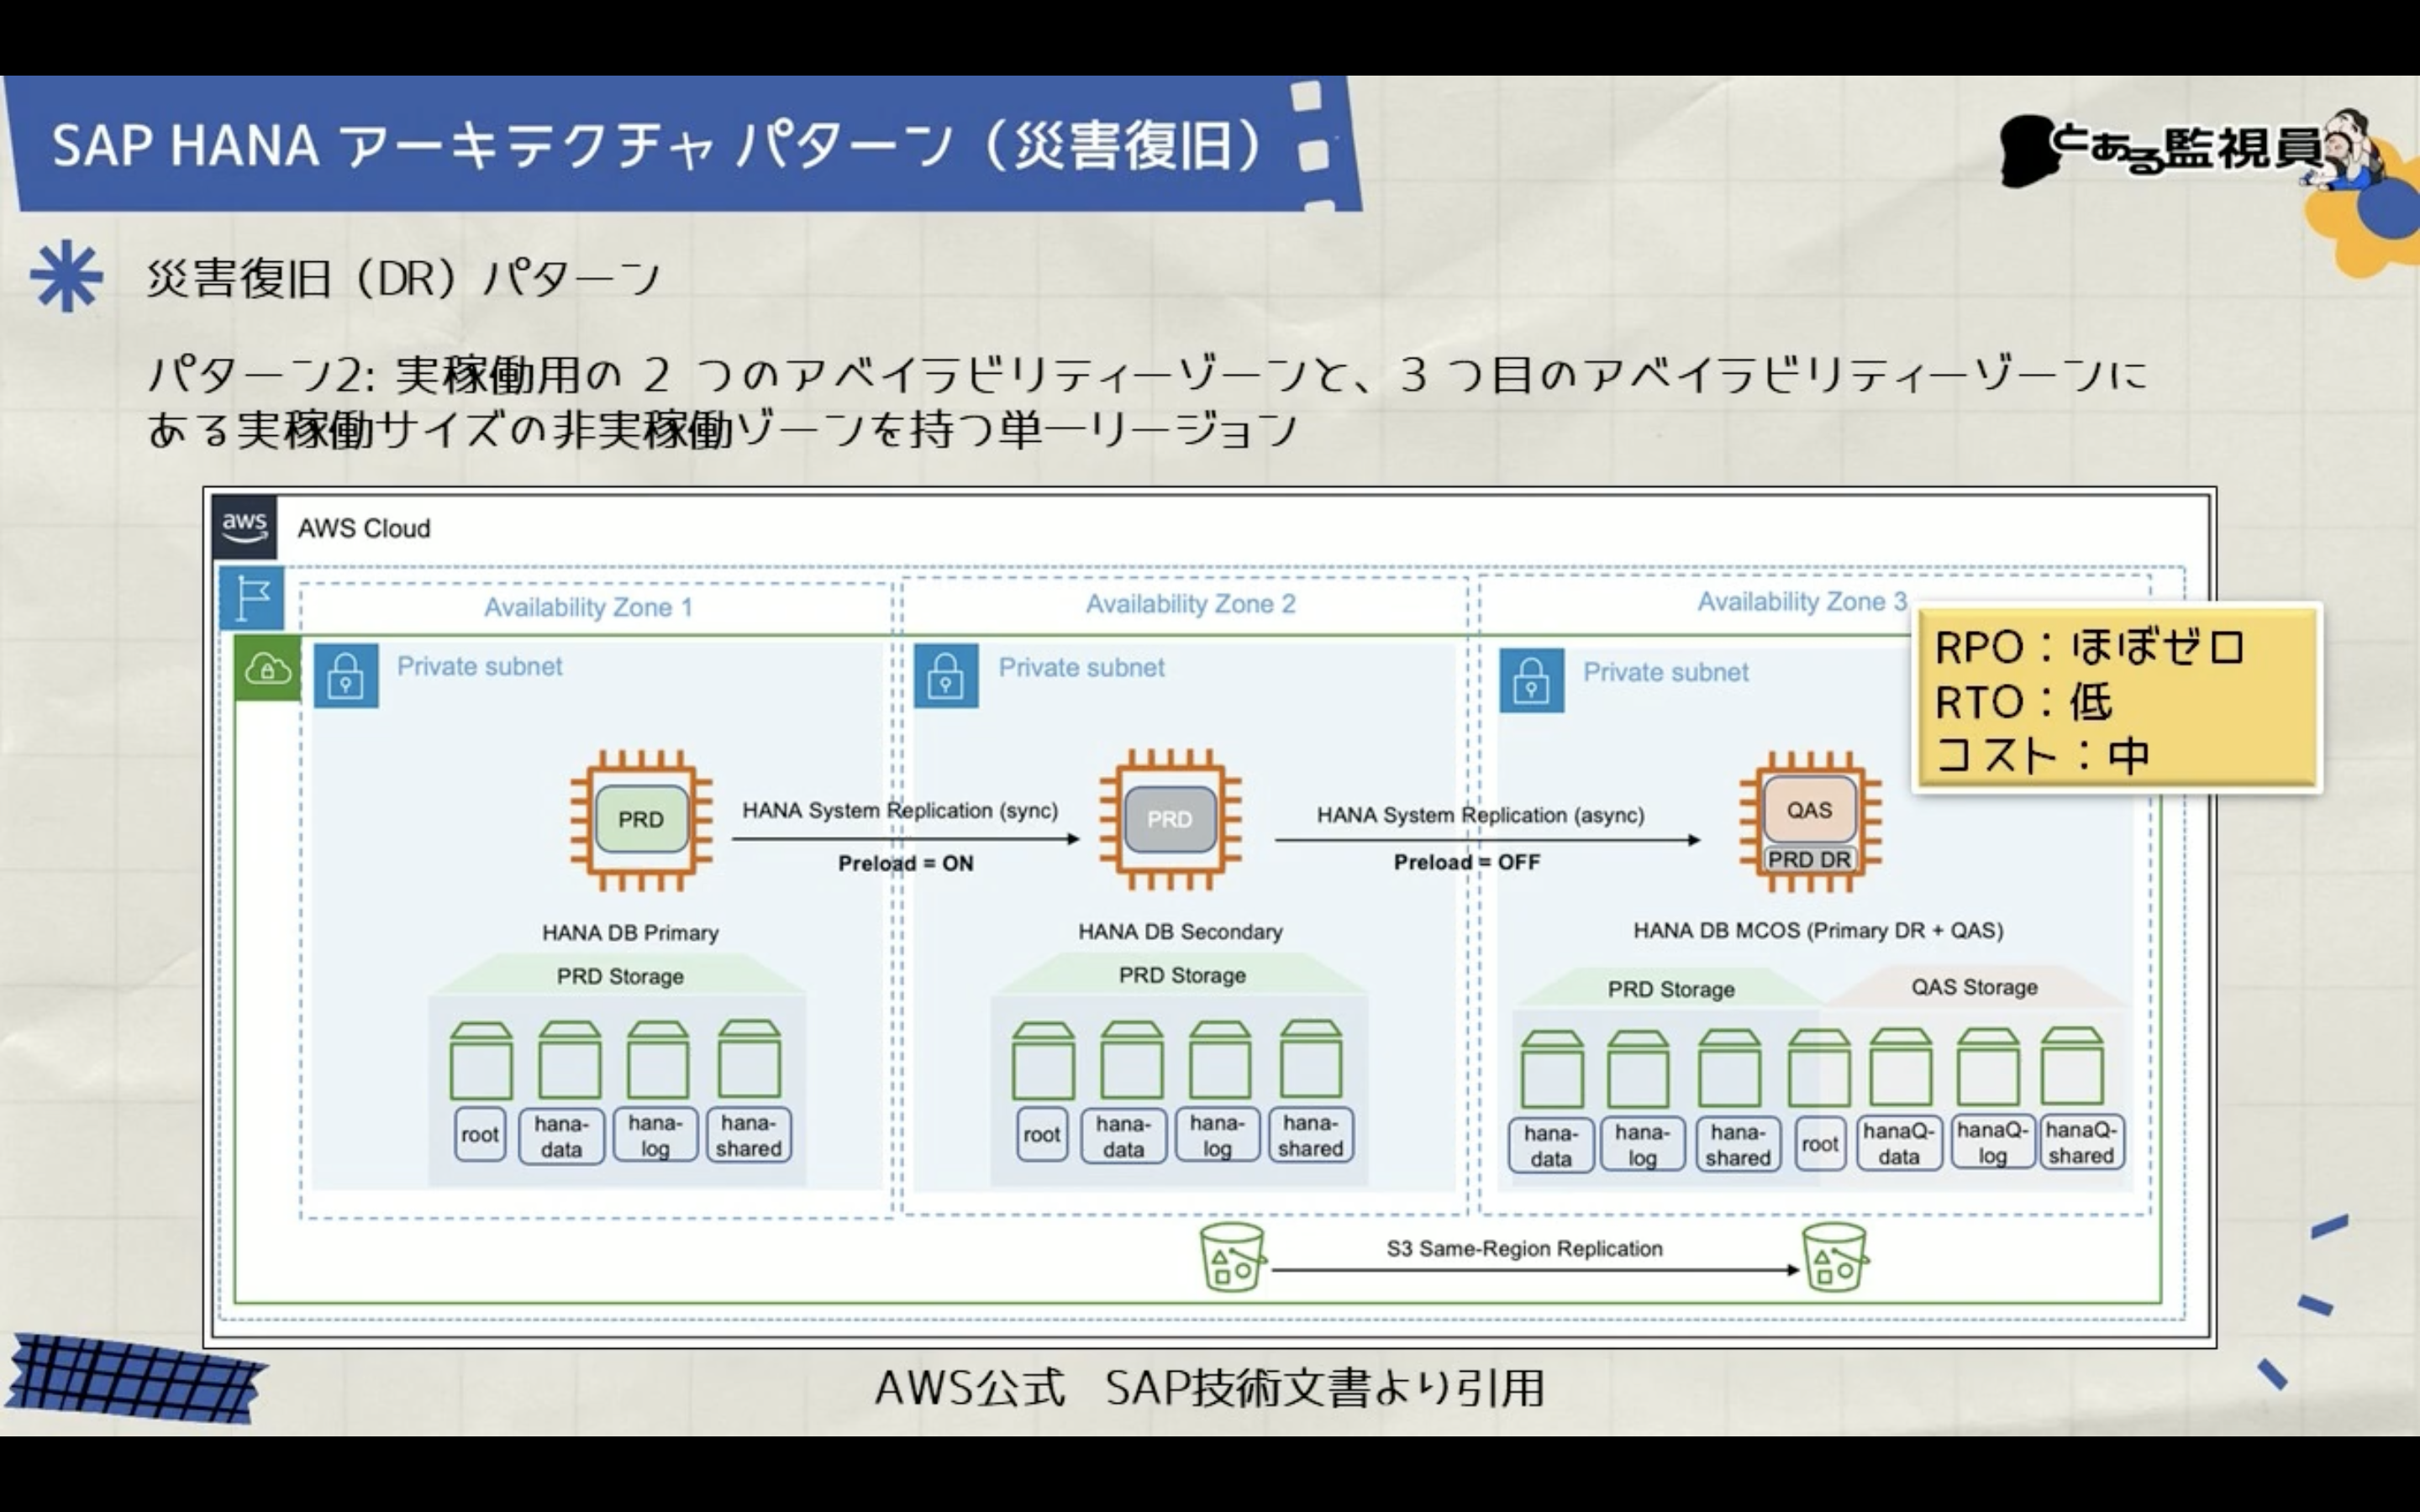 SAP HANA アーキテクチャ パターン（災害復旧）
とある監視員
災害復旧（DR）パターン
パターン2: 実稼働用の 2 つのアベイラビリティーゾーンと、3 つ目のアベイラビリティーゾーンに
ある実稼働サイズの非実稼働ゾーンを持つ単一リージョン
aws
AWS Cloud
Availability Zone 1
Availability Zone 2
Availability Zone 3
RPO：ほぼゼロ
RTO：低
コスト：中
Private subnet
Private subnet
Private subnet
PRD
HANA System Replication (sync)
Preload = ON
PRD
HANA System Replication (async)
Preload = OFF
QAS
PRD DR
HANA DB Primary
HANA DB Secondary
HANA DB MCOS (Primary DR + QAS)
PRD Storage
PRD Storage
PRD Storage
QAS Storage
root
hana-
data
hana-
log
hana-
shared
root
hana-
data
hana-
log
hana-
shared
hana-
data
hana-
log
hana-
shared
root
hanaQ-
data
hanaQ-
log
hanaQ-
shared
S3 Same-Region Replication
AWS公式　SAP技術文書より引用